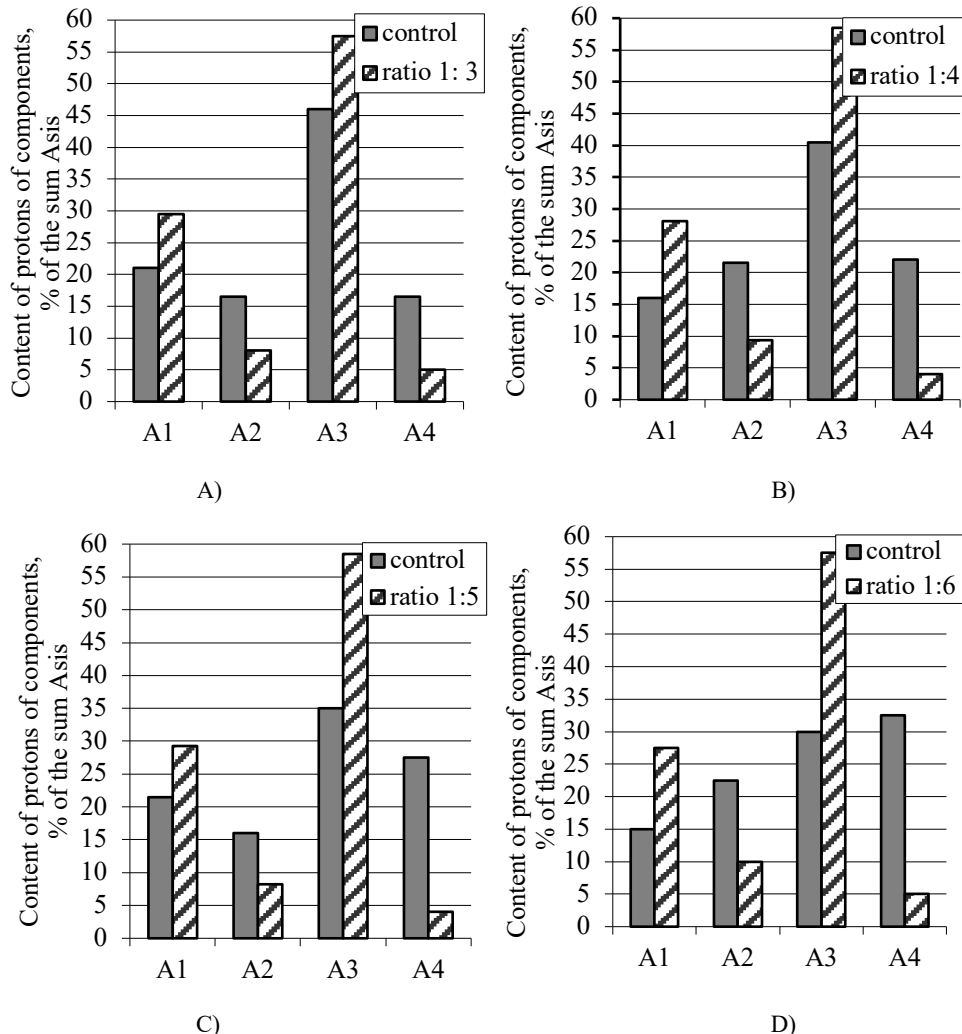 Content of protons of components,
% of the sum Asis
60
55
50
45
40
35
30
25
20
15
10
5
0
control
ratio 1: 3
A1 A2 A3 A4
A)
Content of protons of components,
% of the sum Asis
60
55
50
45
40
35
30
25
20
15
10
5
0
control
ratio 1:4
A1 A2 A3 A4
B)
Content of protons of components,
% of the sum Asis
60
55
50
45
40
35
30
25
20
15
10
5
0
control
ratio 1:5
A1 A2 A3 A4
C)
Content of protons of components,
% of the sum Asis
60
55
50
45
40
35
30
25
20
15
10
5
0
control
ratio 1:6
A1 A2 A3 A4
D)